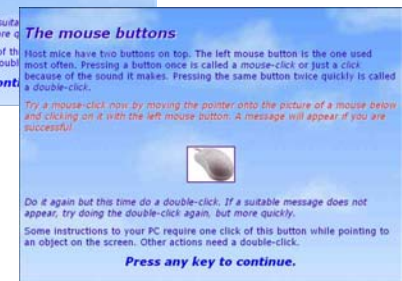 suita
re q
of th
doubl
onti
The mouse buttons
Most mice have two buttons on top. The left mouse button is the one used
most often. Pressing a button once is called a mouse-click or just a click
because of the sound it makes. Pressing the same button twice quickly is called
a double-click.
Try a mouse-click now by moving the pointer onto the picture of a mouse below
and clicking on it with the left mouse button. A message will appear if you are
successful.
Do it again but this time do a double-click. If a suitable message does not
appear, try doing the double-click again, but more quickly.
Some instructions to your PC require one click of this button while pointing to
an object on the screen. Other actions need a double-click.
Press any key to continue.